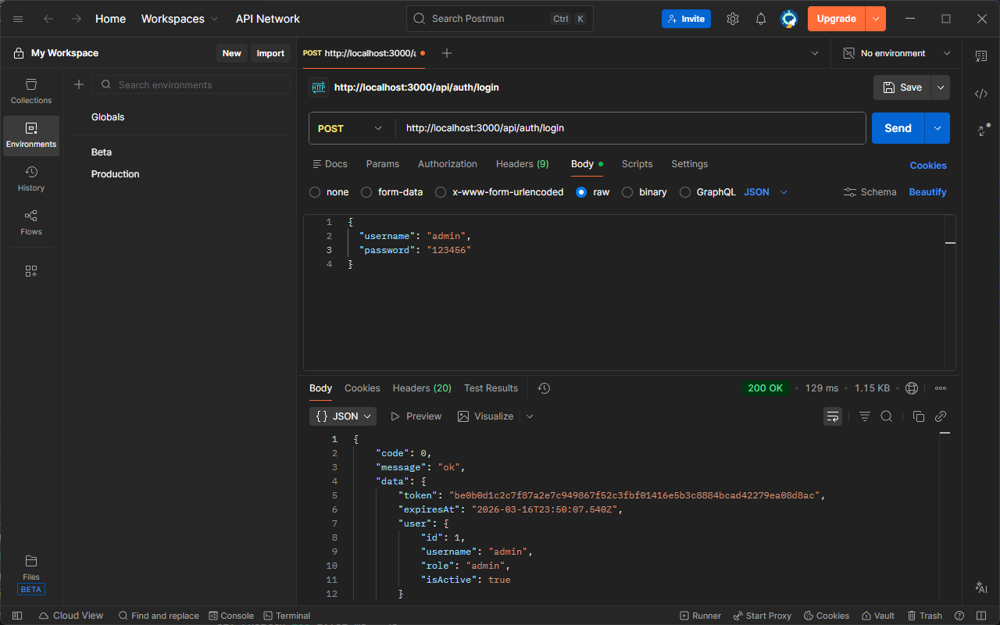 Home Workspaces API Network Search Postman Ctrl K Invite Upgrade
My Workspace New Import POST http://localhost:3000/a No environment
Search environments HTTP http://localhost:3000/api/auth/login Save
Collections
Globals
POST http://localhost:3000/api/auth/login Send
Environments
Beta
Production
History
Flows
Docs Params Authorization Headers (9) Body Scripts Settings Cookies
none form-data x-www-form-urlencoded raw binary GraphQL JSON Schema Beautify
1 {
2 "username": "admin",
3 "password": "123456"
4 }
Body Cookies Headers (20) Test Results 200 OK • 129 ms • 1.15 KB •
{} JSON Preview Visualize
1 {
2 "code": 0,
3 "message": "ok",
4 "data": {
5 "token": "be0b0d1c2c7f87a2e7c949867f52c3fbf01416e5b3c8884bcad42279ea08d8ac",
6 "expiresAt": "2026-03-16T23:50:07.540Z",
7 "user": {
8 "id": 1,
9 "username": "admin",
10 "role": "admin",
11 "isActive": true
12 }
Files
BETA
AI
Cloud View Find and replace Console Terminal Runner Start Proxy Cookies Vault Trash